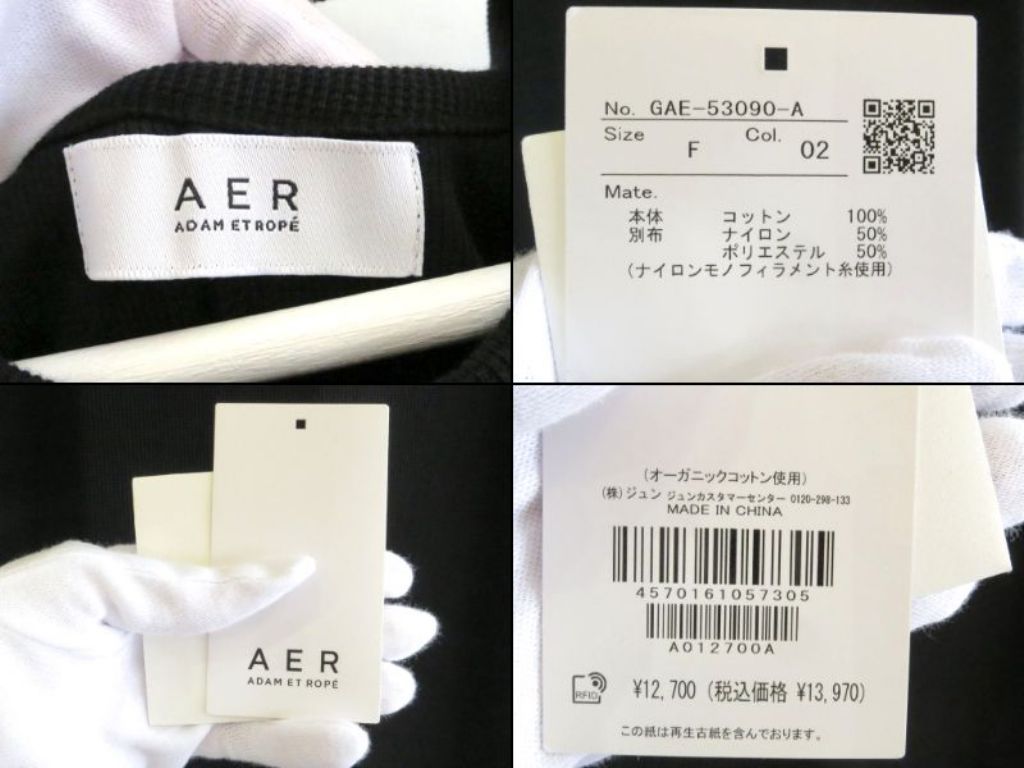 AER
ADAM ET ROPÉ
No. GAE-53090-A
Size F Col. 02
Mate.
本体 コットン 100%
別布 ナイロン 50%
ポリエステル 50%
(ナイロンモノフィラメント糸使用)
AER
ADAM ET ROPÉ
(オーガニックコットン使用)
(株)ジュン ジュンカスタマーセンター 0120-298-133
MADE IN CHINA
4570161057305
A012700A
RFID ¥12,700 (税込価格 ¥13,970)
この紙は再生古紙を含んでおります。